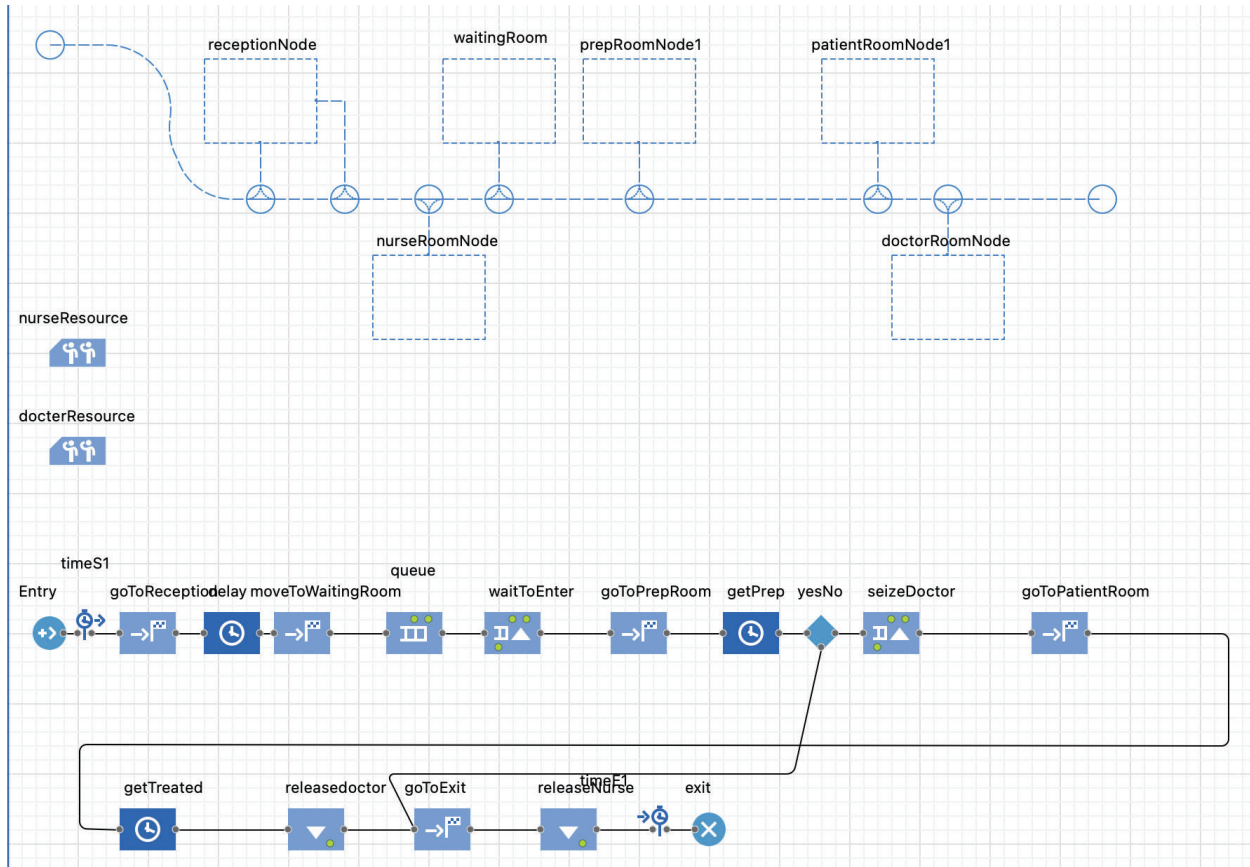 receptionNode
waitingRoom
prepRoomNode1
patientRoomNode1
nurseRoomNode
doctorRoomNode
nurseResource
docterResource
timeS1
queue
Entry
goToReception
delay
moveToWaitingRoom
waitToEnter
goToPrepRoom
getPrep
yesNo
seizeDoctor
goToPatientRoom
getTreated
releasedoctor
goToExit
releaseNurse
timeE1
exit